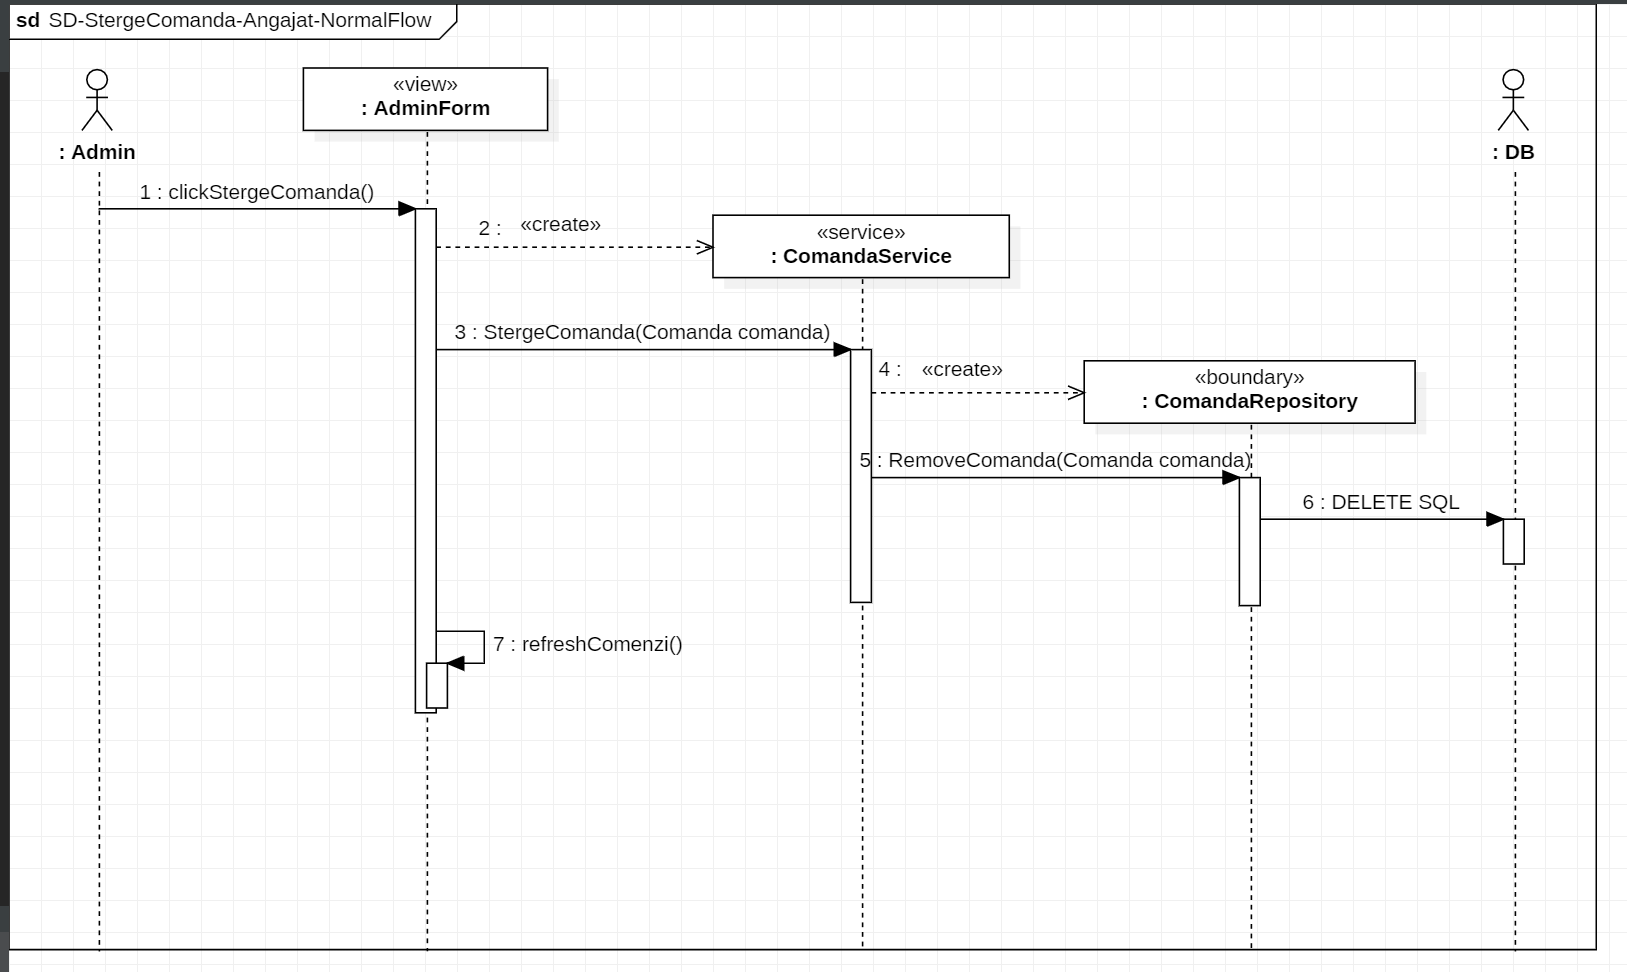 sd SD-StergeComanda-Angajat-NormalFlow
«view»
: AdminForm
: Admin
: DB
1 : clickStergeComanda()
2 : «create»
«service»
: ComandaService
3 : StergeComanda(Comanda comanda)
4 : «create»
«boundary»
: ComandaRepository
5 : RemoveComanda(Comanda comanda)
6 : DELETE SQL
7 : refreshComenzi()